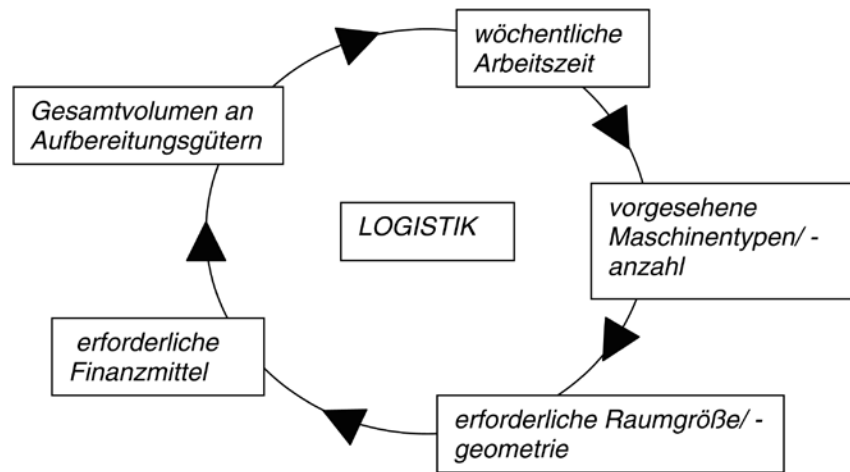 wöchentliche
Arbeitszeit
Gesamtvolumen an
Aufbereitungsgütern
vorgesehene
Maschinentypen/ -
anzahl
LOGISTIK
erforderliche
Finanzmittel
erforderliche Raumgröße/ -
geometrie